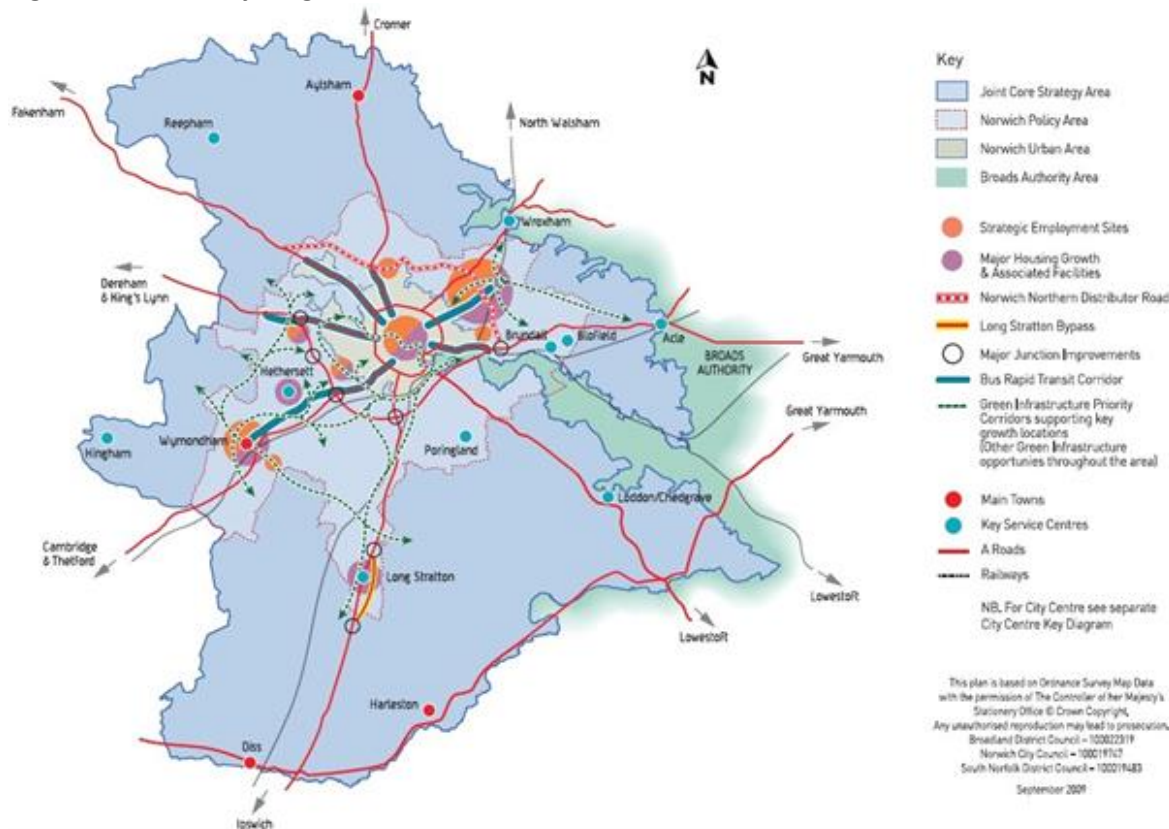 Cromer
Aylsham
Fakenham
Reepham
North Walsham
Wroxham
Dereham
& King's Lynn
Brundall
Blofield
Acle
BROADS
AUTHORITY
Great Yarmouth
Great Yarmouth
Hethersett
Wymondham
Kingham
Poringland
Loddon/Chedgrave
Cambridge
& Thetford
Long Stratton
Lowestoft
Lowestoft
Harleston
Diss
Ipswich
N
Key
Joint Core Strategy Area
Norwich Policy Area
Norwich Urban Area
Broads Authority Area
Strategic Employment Sites
Major Housing Growth
& Associated Facilities
Norwich Northern Distributor Road
Long Stratton Bypass
Major Junction Improvements
Bus Rapid Transit Corridor
Green Infrastructure Priority
Corridors supporting key
growth locations
(Other Green Infrastructure
opportunies throughout the area)
Main Towns
Key Service Centres
A Roads
Railways
NB. For City Centre see separate
City Centre Key Diagram
This plan is based on Ordnance Survey Map Data
with the permission of The Controller of her Majesty's
Stationery Office © Crown Copyright.
Any unauthorised reproduction may lead to prosecution.
Broadland District Council – 100022319
Norwich City Council – 100019747
South Norfolk District Council – 100019483
September 2009